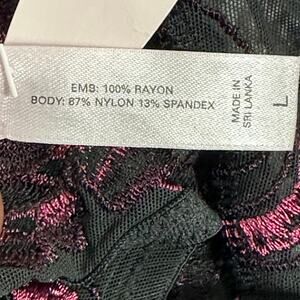 EMB: 100% RAYON
BODY: 87% NYLON 13% SPANDEX
MADE IN
SRI LANKA
L